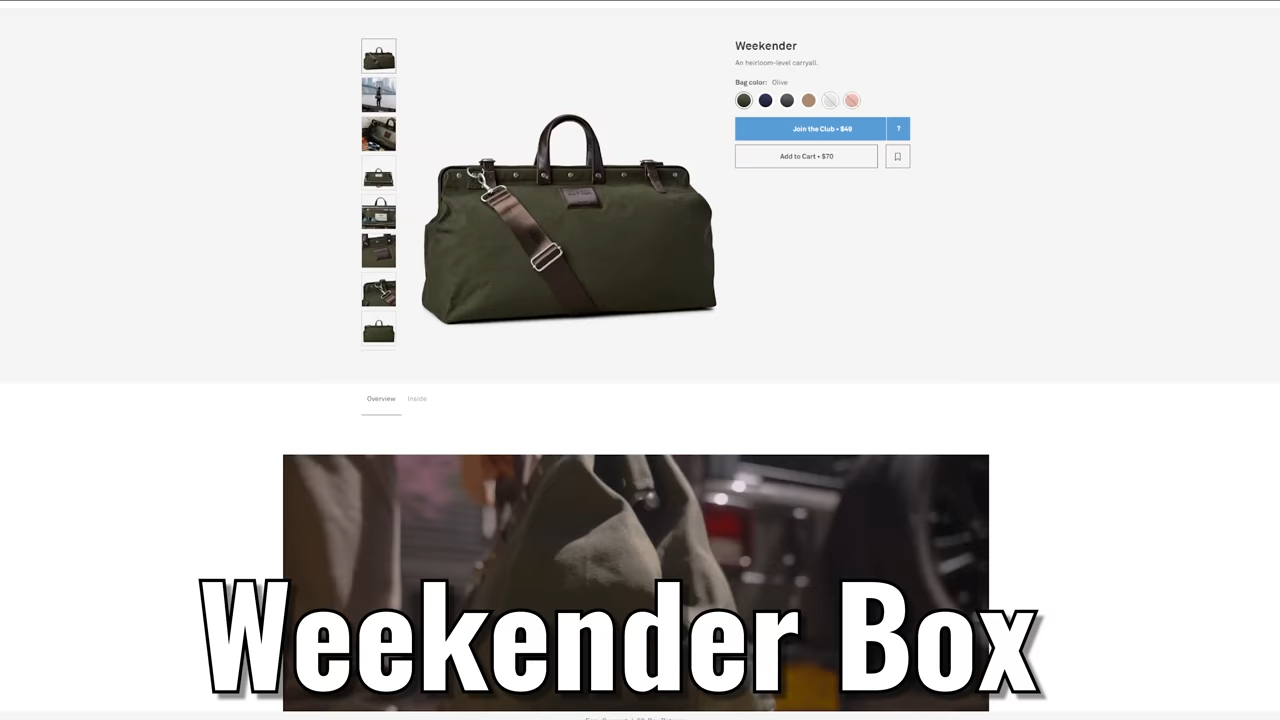 Weekender
An heirloom-level carryall.
Bag color: Olive
Join the Club • $49 ?
Add to Cart • $70
Overview Inside
Weekender Box